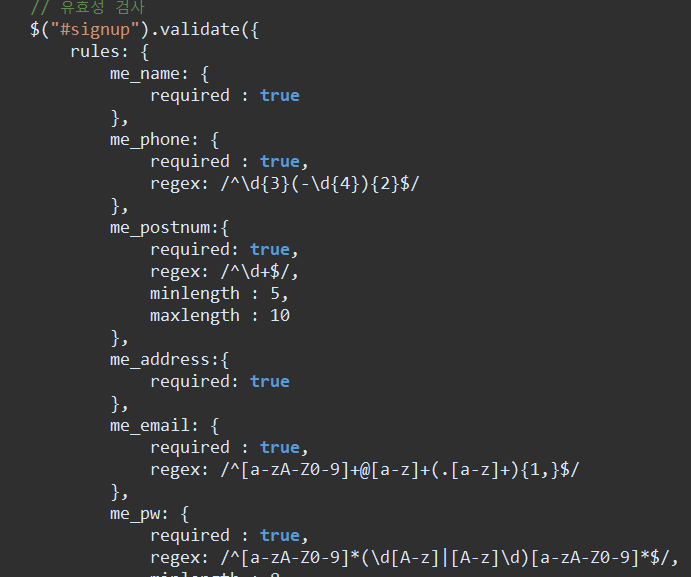 // 유효성 검사
$("#signup").validate({
rules: {
me_name: {
required : true
},
me_phone: {
required : true,
regex: /^\d{3}(-\d{4}){2}$/
},
me_postnum:{
required: true,
regex: /^\d+$/,
minlength : 5,
maxlength : 10
},
me_address:{
required: true
},
me_email: {
required : true,
regex: /^[a-zA-Z0-9]+@[a-z]+(.[a-z]+){1,}$/
},
me_pw: {
required : true,
regex: /^[a-zA-Z0-9]*(\d[A-z]|[A-z]\d)[a-zA-Z0-9]*$/,